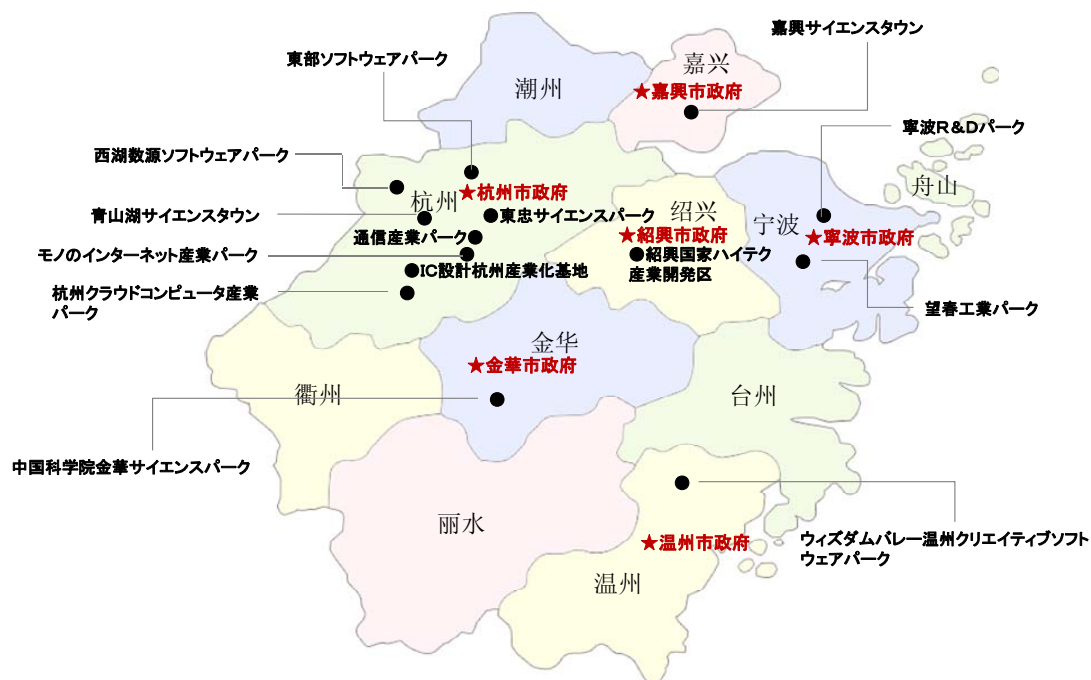 嘉興サイエンスタウン
東部ソフトウェアパーク
嘉兴
潮州
★嘉興市政府
寧波R&Dパーク
西湖数源ソフトウェアパーク
舟山
★杭州市政府
杭州
青山湖サイエンスタウン
東忠サイエンスパーク
绍兴
宁波
通信産業パーク
★紹興市政府
★寧波市政府
モノのインターネット産業パーク
紹興国家ハイテク
産業開発区
IC設計杭州産業化基地
杭州クラウドコンピュータ産業
パーク
望春工業パーク
金华
★金華市政府
衢州
台州
中国科学院金華サイエンスパーク
丽水
ウィズダムバレー温州クリエイティブソフト
ウェアパーク
★温州市政府
温州